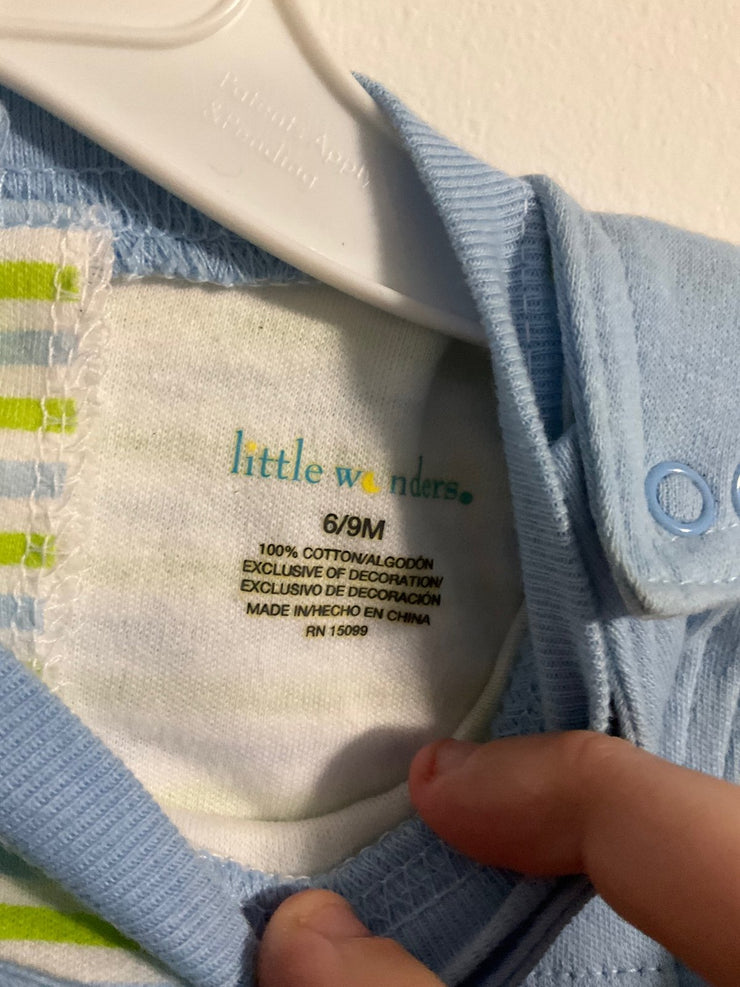 Patents Apply
& Pending
little wonders.
6/9M
100% COTTON/ALGODÓN
EXCLUSIVE OF DECORATION/
EXCLUSIVO DE DECORACIÓN
MADE IN/HECHO EN CHINA
RN 15099